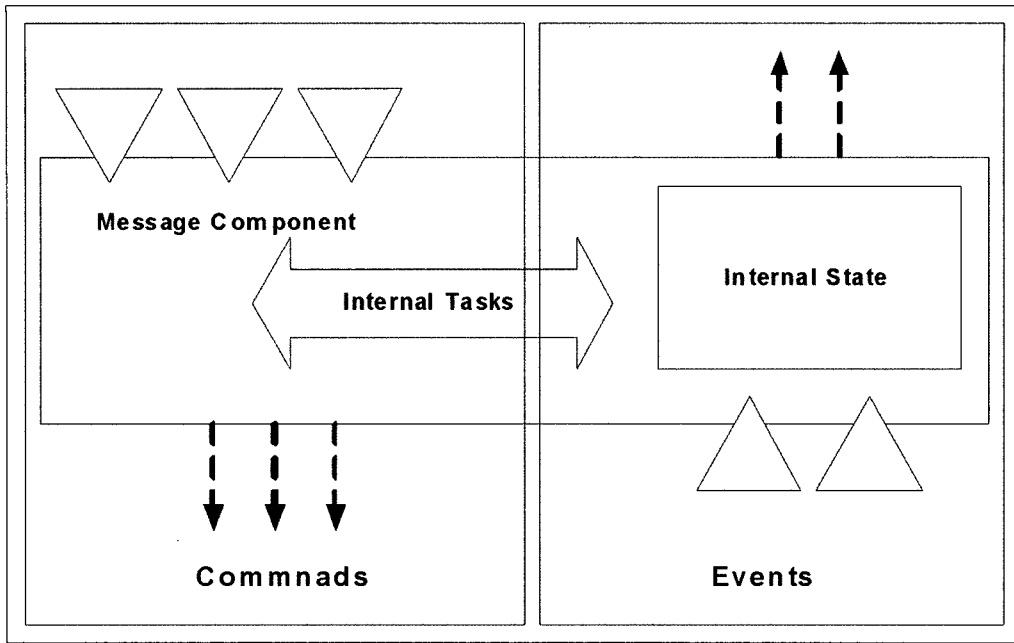 Message Component
Internal Tasks
Internal State
Commnads
Events